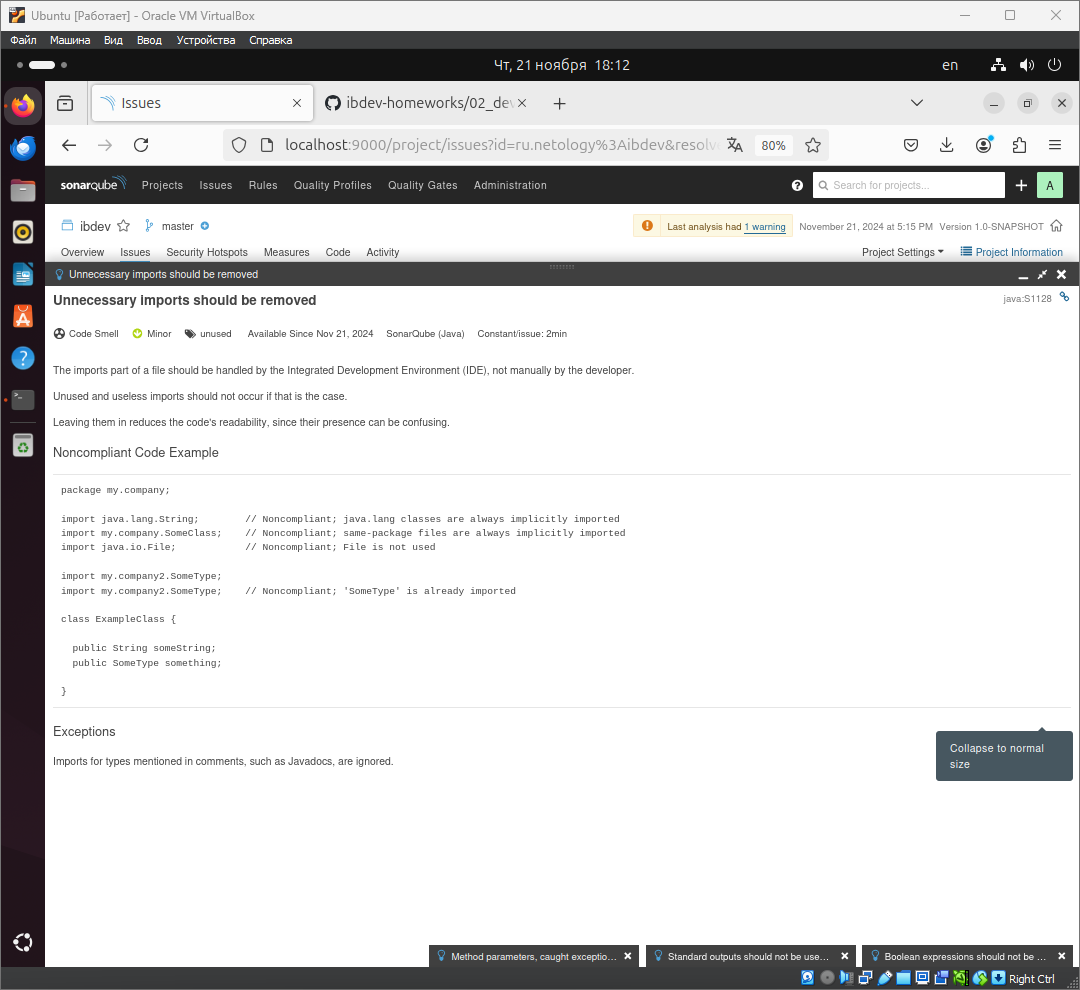 Ubuntu [Работает] - Oracle VM VirtualBox
Файл Машина Вид Ввод Устройства Справка
Чт, 21 ноября 18:12 en
Issues ibdev-homeworks/02_dev
localhost:9000/project/issues?id=ru.netology%3Aibdev&resolv 80%
sonarqube Projects Issues Rules Quality Profiles Quality Gates Administration ? Search for projects... A
ibdev master Last analysis had 1 warning November 21, 2024 at 5:15 PM Version 1.0-SNAPSHOT
Overview Issues Security Hotspots Measures Code Activity Project Settings Project Information
Unnecessary imports should be removed
Unnecessary imports should be removed java:S1128
Code Smell Minor unused Available Since Nov 21, 2024 SonarQube (Java) Constant/issue: 2min
The imports part of a file should be handled by the Integrated Development Environment (IDE), not manually by the developer.
Unused and useless imports should not occur if that is the case.
Leaving them in reduces the code's readability, since their presence can be confusing.
Noncompliant Code Example
package my.company;
import java.lang.String; // Noncompliant; java.lang classes are always implicitly imported
import my.company.SomeClass; // Noncompliant; same-package files are always implicitly imported
import java.io.File; // Noncompliant; File is not used
import my.company2.SomeType;
import my.company2.SomeType; // Noncompliant; 'SomeType' is already imported
class ExampleClass {
public String someString;
public SomeType something;
}
Exceptions
Imports for types mentioned in comments, such as Javadocs, are ignored.
Collapse to normal
size
Method parameters, caught exceptio... Standard outputs should not be use... Boolean expressions should not be ...
Right Ctrl